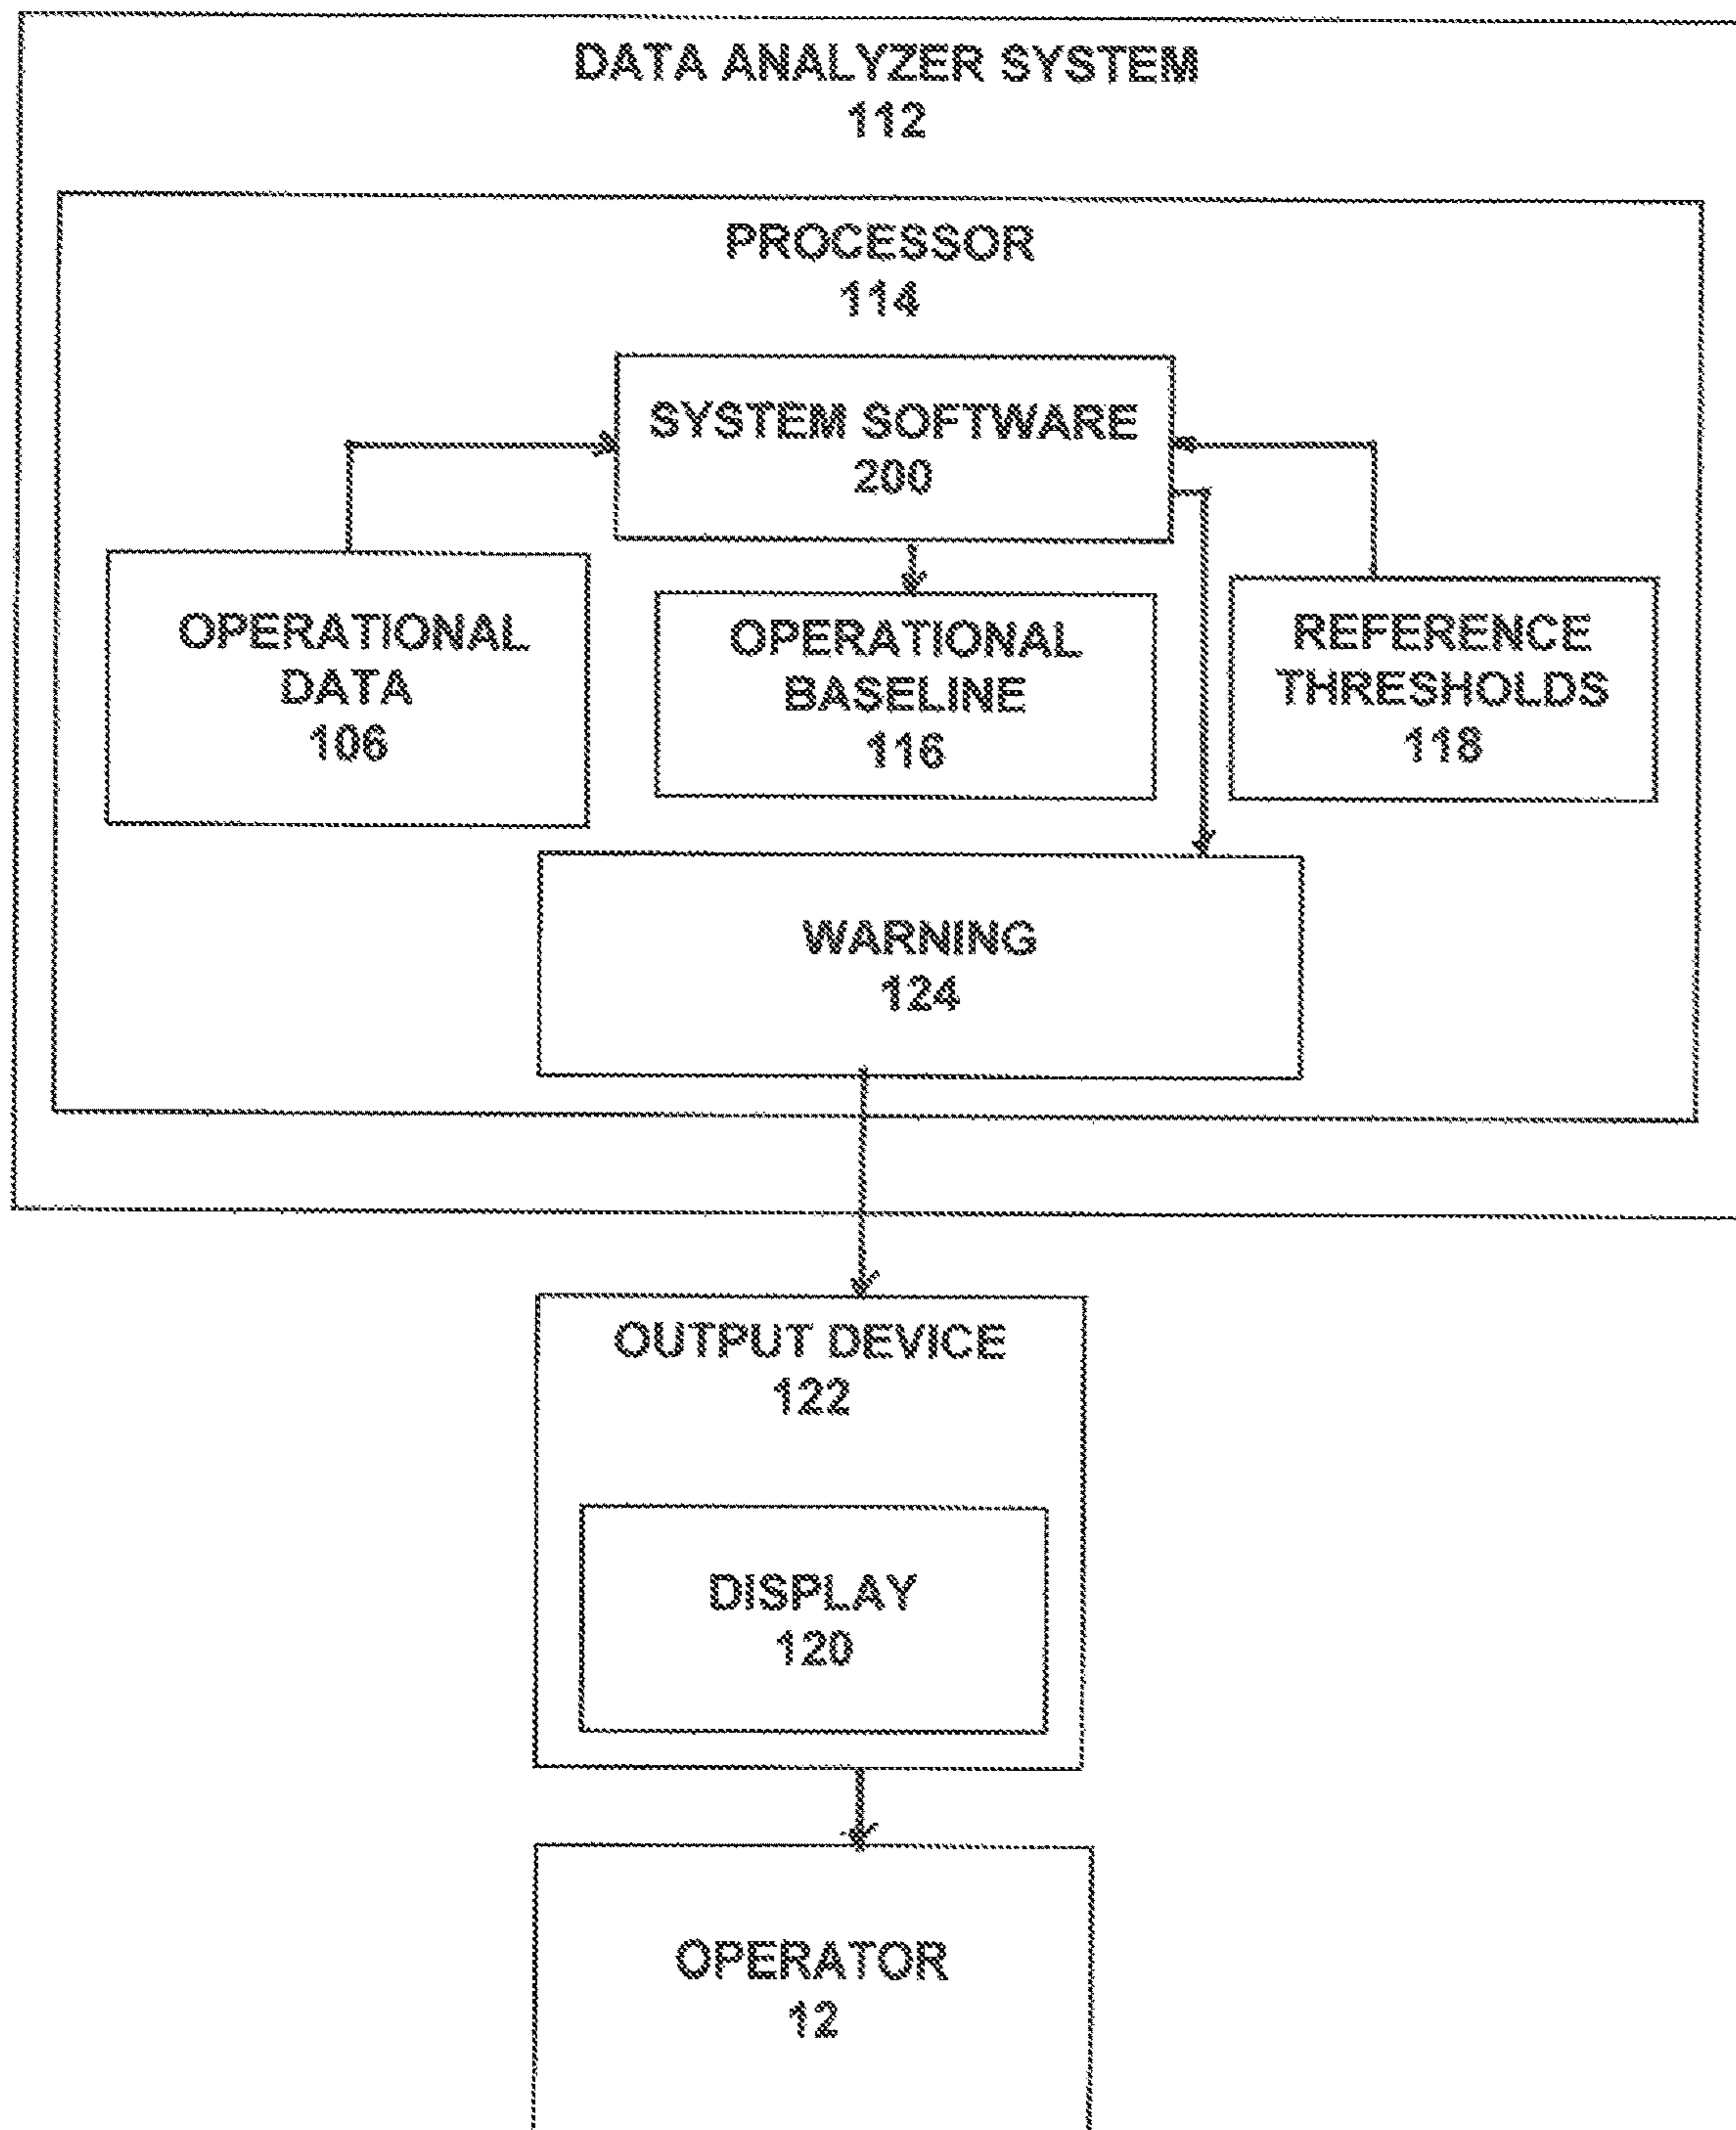 DATA ANALYZER SYSTEM
112
PROCESSOR
114
SYSTEM SOFTWARE
200
OPERATIONAL
DATA
106
OPERATIONAL
BASELINE
116
REFERENCE
THRESHOLDS
118
WARNING
124
OUTPUT DEVICE
122
DISPLAY
120
OPERATOR
12